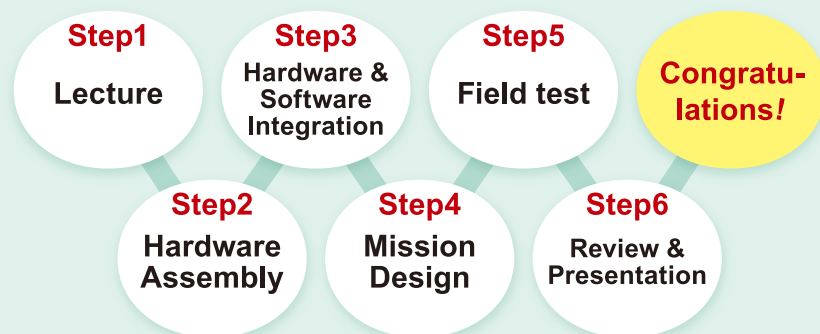 Step1
Lecture
Step2
Hardware
Assembly
Step3
Hardware &
Software
Integration
Step4
Mission
Design
Step5
Field test
Step6
Review &
Presentation
Congratu-
lations!